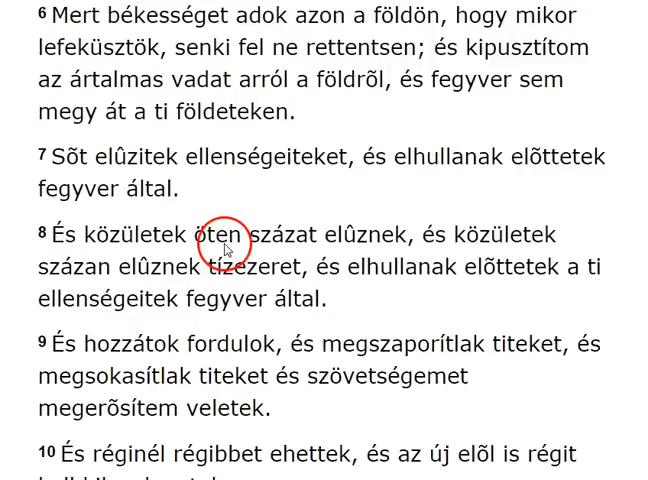 6 Mert békességet adok azon a földön, hogy mikor
lefeküsztök, senki fel ne rettentsen; és kipusztítom
az ártalmas vadat arról a földrõl, és fegyver sem
megy át a ti földeteken.
7 Sõt elûzitek ellenségeiteket, és elhullanak elõttetek
fegyver által.
8 És közületek öten százat elûznek, és közületek
százan elûznek tízezeret, és elhullanak elõttetek a ti
ellenségeitek fegyver által.
9 És hozzátok fordulok, és megszaporítlak titeket, és
megsokasítlak titeket és szövetségemet
megerõsítem veletek.
10 És réginél régibbet ehettek, és az új elõl is régit